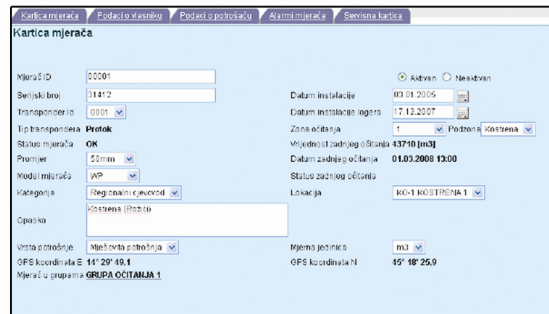 Kartica mjerača Podaci o vlasniku Podaci o potrošaču Alarmi mjerača Servisna kartica
Kartica mjerača
Mjerač ID 00001 Aktivan Neaktivan
Serijski broj 31412 Datum instalacije 03.01.2005
Transponder Id 0001 Datum instalacije logera 17.12.2007
Tip transpondera Protok Zona očitanja 1 Podzona Kostrena
Status mjerača OK Vrijednost zadnjeg očitanja 43710 [m3]
Promjer 50mm Datum zadnjeg očitanja 01.03.2008 13:00
Model mjerača WP Status zadnjeg očitanja
Kategorija Regionalni cjevovod Lokacija KO-1 KOSTRENA 1
Opaska Kostrena (Rožići)
Vrsta potrošnje Mješovita potrošnja Mjerna jedinica m3
GPS koordinata E 14° 29' 49,1 GPS koordinata N 45° 18' 25,9
Mjerač u grupama GRUPA OČITANJA 1